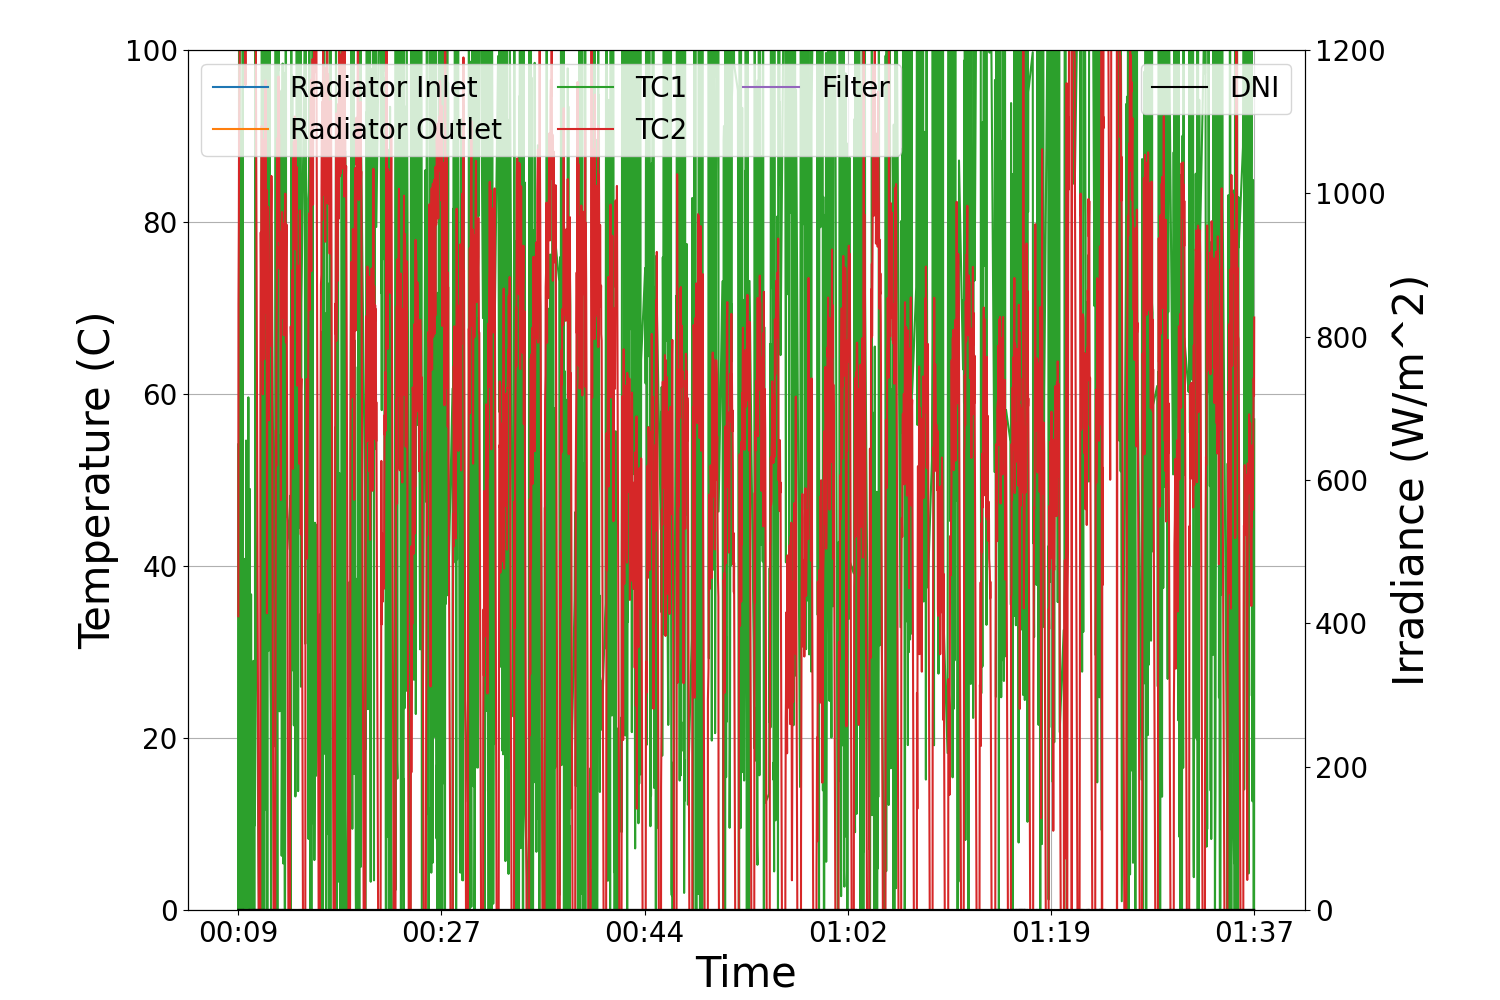 100
80
60
40
20
0
Temperature (C)
Radiator Inlet
Radiator Outlet
TC1
TC2
Filter
DNI
1200
1000
800
600
400
200
0
Irradiance (W/m^2)
00:09
00:27
00:44
01:02
01:19
01:37
Time